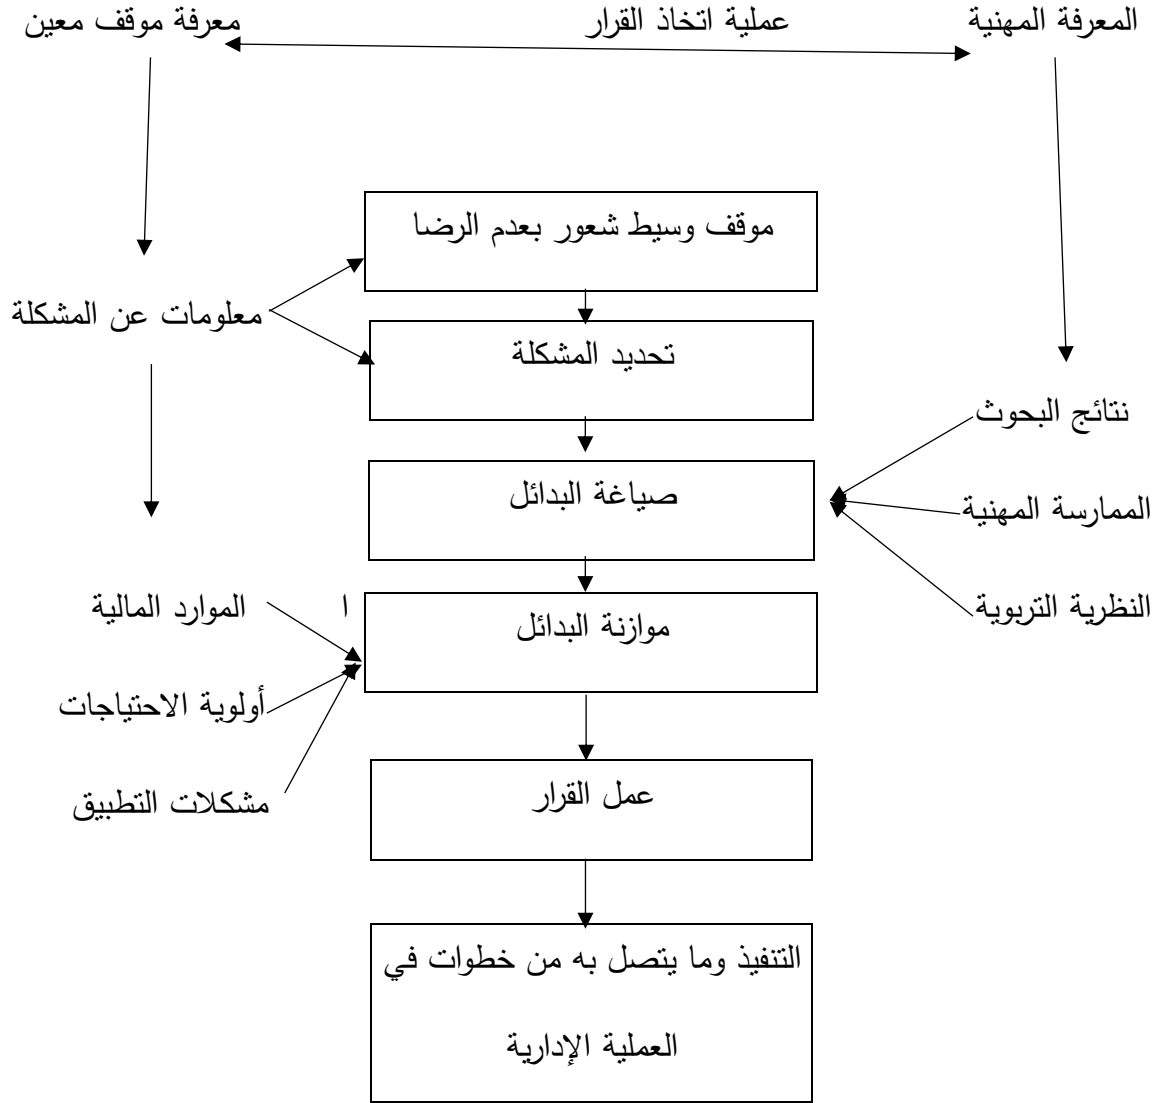 المعرفة المهنية
عملية اتخاذ القرار
معرفة موقف معين
موقف وسيط شعور بعدم الرضا
معلومات عن المشكلة
تحديد المشكلة
نتائج البحوث
صياغة البدائل
الممارسة المهنية
النظرية التربوية
موازنة البدائل
ا
الموارد المالية
أولوية الاحتياجات
مشكلات التطبيق
عمل القرار
التنفيذ وما يتصل به من خطوات في
العملية الإدارية